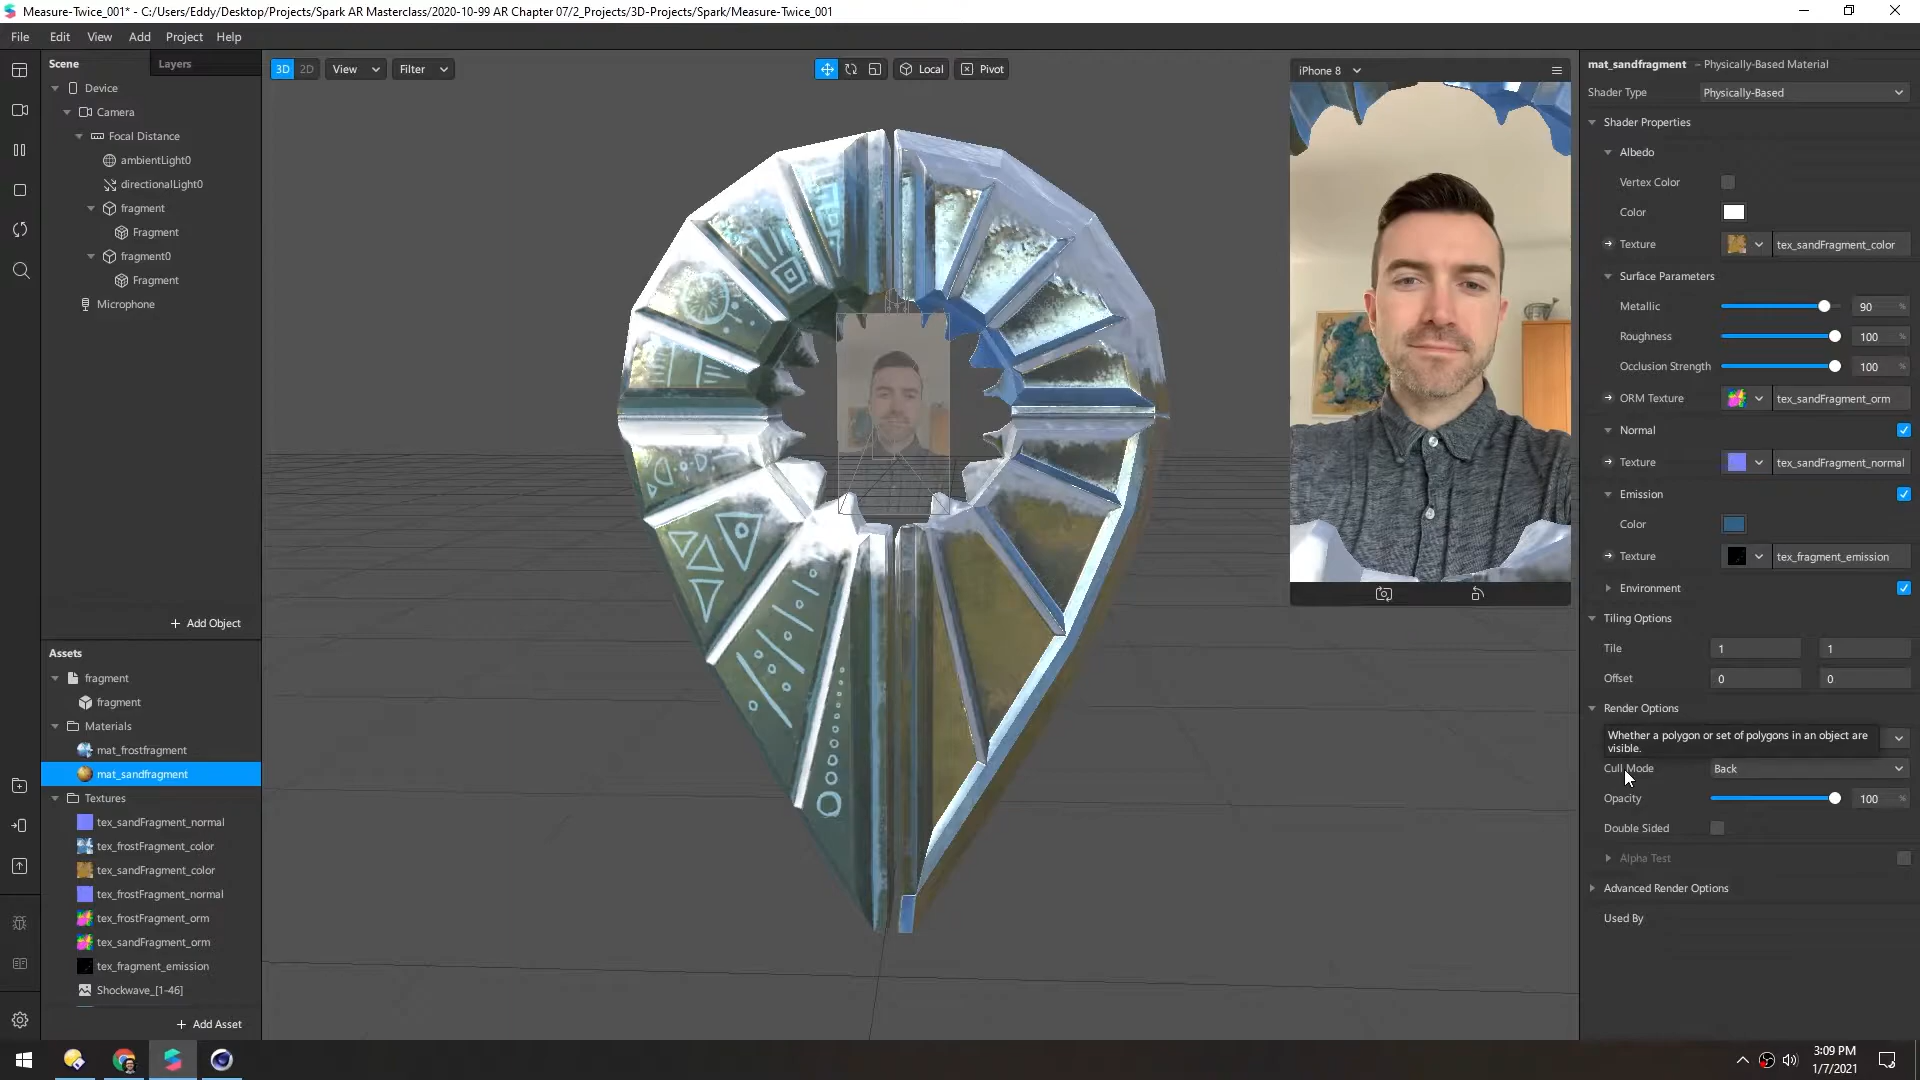 Measure-Twice_001* - C:/Users/Eddy/Desktop/Projects/Spark AR Masterclass/2020-10-99 AR Chapter 07/2_Projects/3D-Projects/Spark/Measure-Twice_001
File Edit View Add Project Help
Scene Layers
Device
Camera
Focal Distance
ambientLight0
directionalLight0
fragment
Fragment
fragment0
Fragment
Microphone
+ Add Object
Assets
fragment
fragment
Materials
mat_frostfragment
mat_sandfragment
Textures
tex_sandFragment_normal
tex_frostFragment_color
tex_sandFragment_color
tex_frostFragment_normal
tex_frostFragment_orm
tex_sandFragment_orm
tex_fragment_emission
Shockwave_[1-46]
+ Add Asset
3D 2D View Filter Local Pivot
iPhone 8
mat_sandfragment – Physically-Based Material
Shader Type Physically-Based
Shader Properties
Albedo
Vertex Color
Color
Texture tex_sandFragment_color
Surface Parameters
Metallic 90 %
Roughness 100 %
Occlusion Strength 100 %
ORM Texture tex_sandFragment_orm
Normal
Texture tex_sandFragment_normal
Emission
Color
Texture tex_fragment_emission
Environment
Tiling Options
Tile 1 1
Offset 0 0
Render Options
Whether a polygon or set of polygons in an object are
visible.
Cull Mode Back
Opacity 100 %
Double Sided
Alpha Test
Advanced Render Options
Used By
3:09 PM
1/7/2021